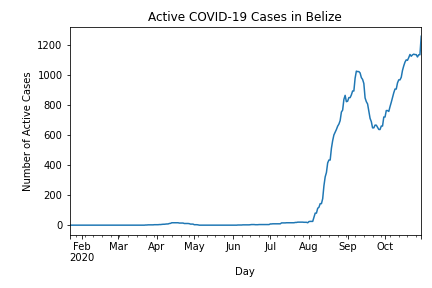 Active COVID-19 Cases in Belize
Number of Active Cases
1200
1000
800
600
400
200
0
Feb Mar Apr May Jun Jul Aug Sep Oct
2020
Day